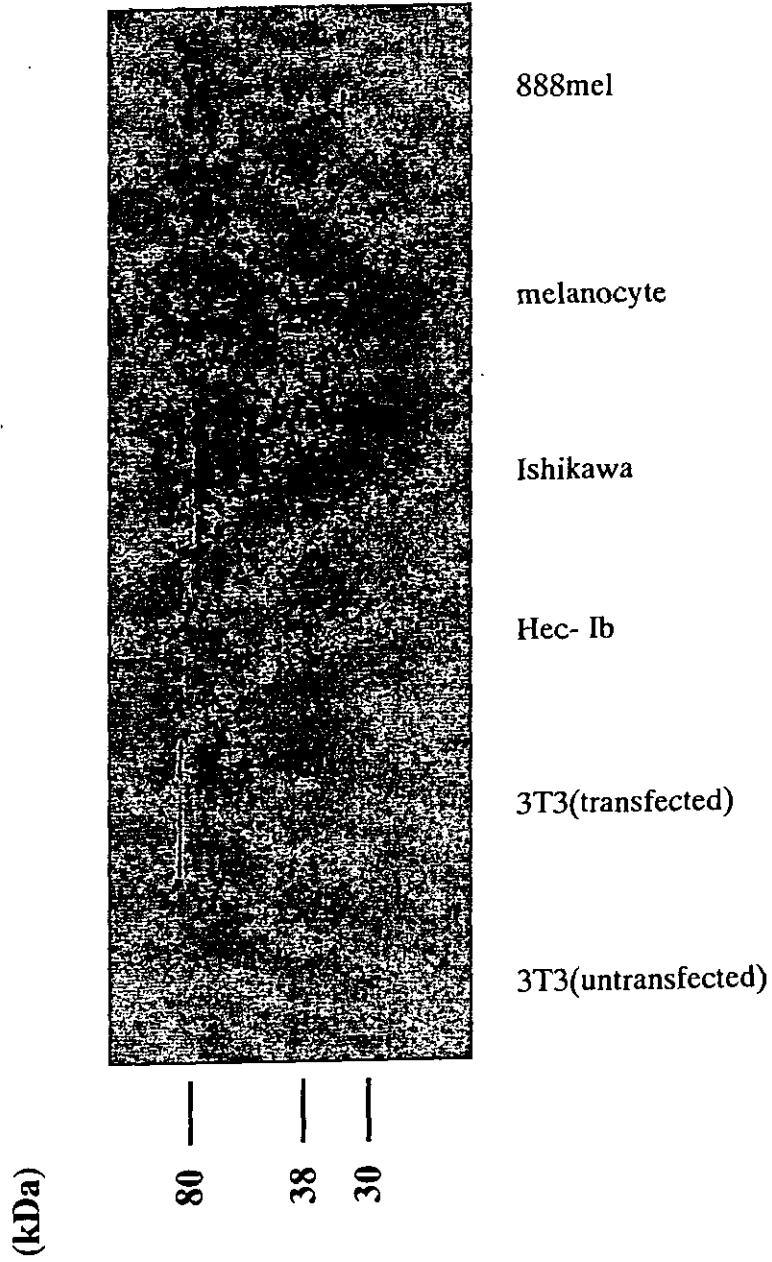 888mel
melanocyte
Ishikawa
Hec- Ib
3T3(transfected)
3T3(untransfected)
80
38
30
(kDa)